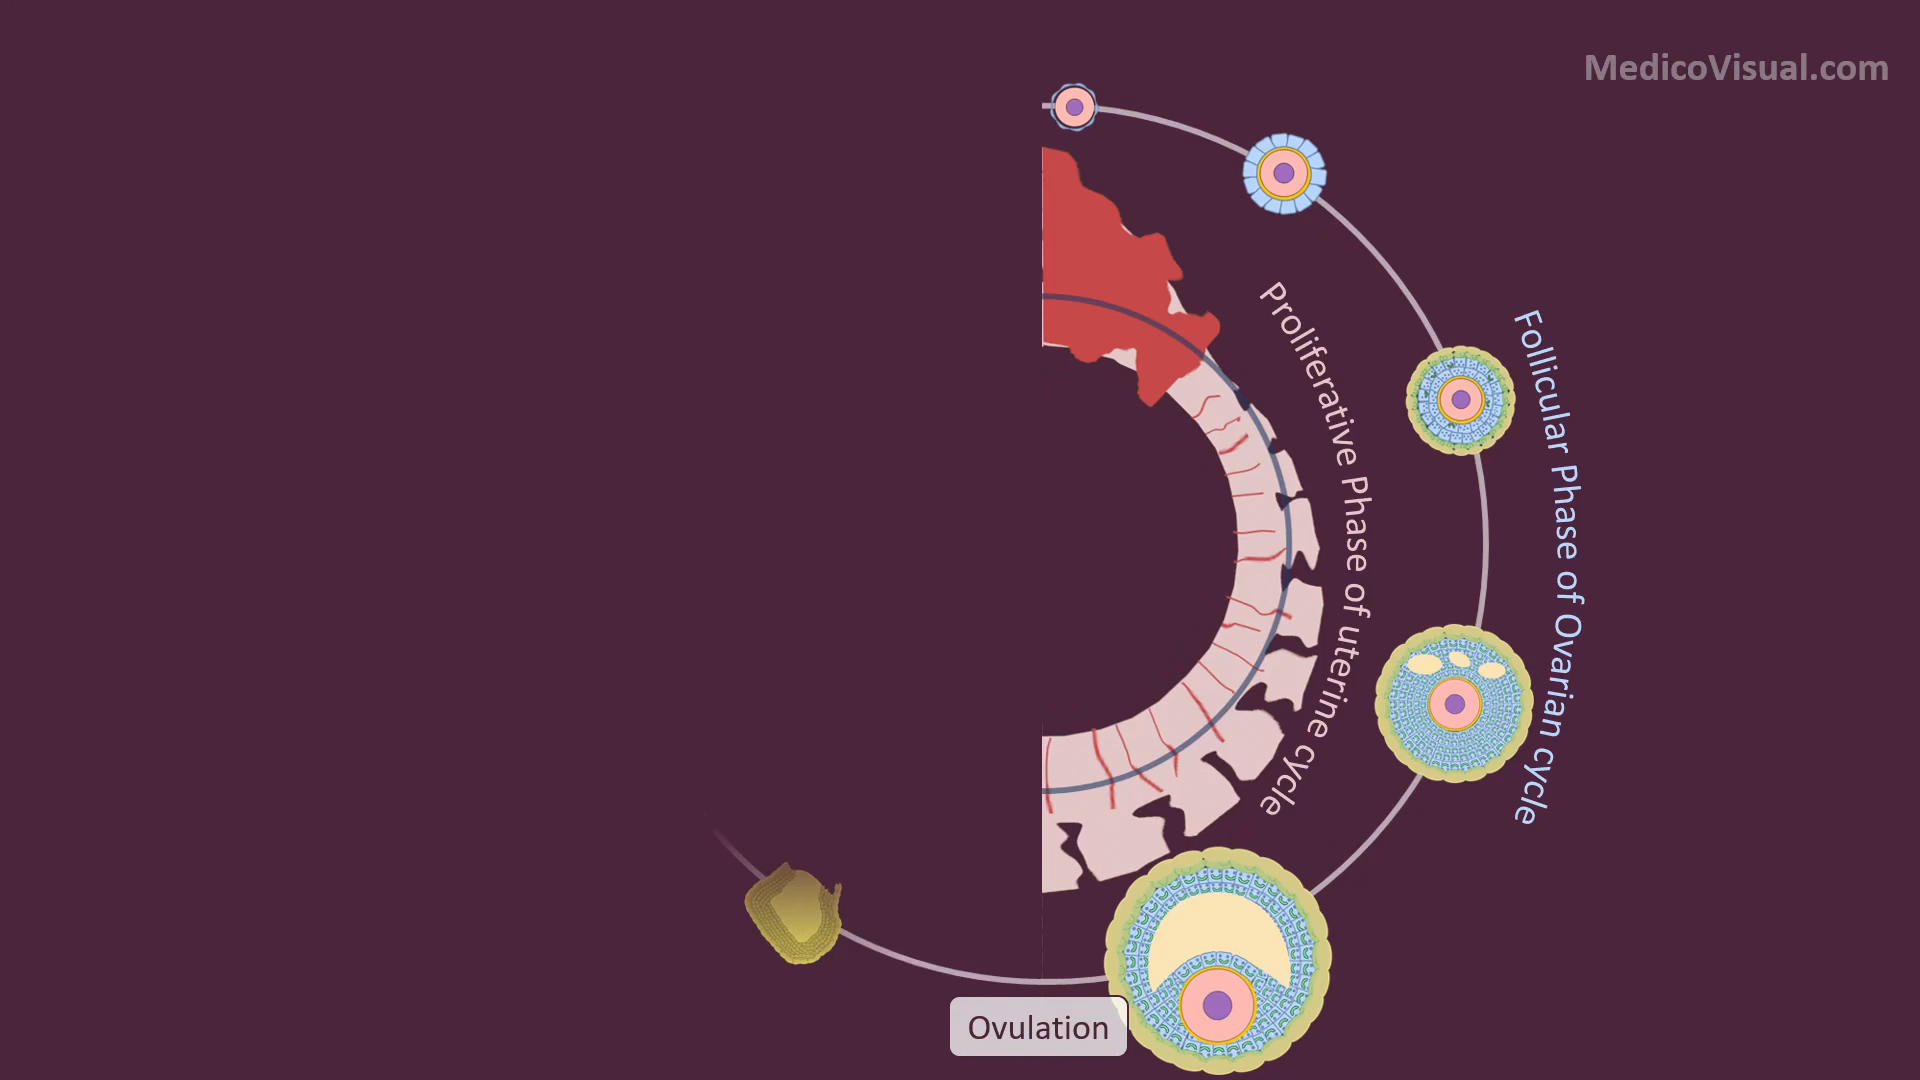 MedicoVisual.com
Proliferative Phase of uterine cycle
Follicular Phase of Ovarian cycle
Ovulation